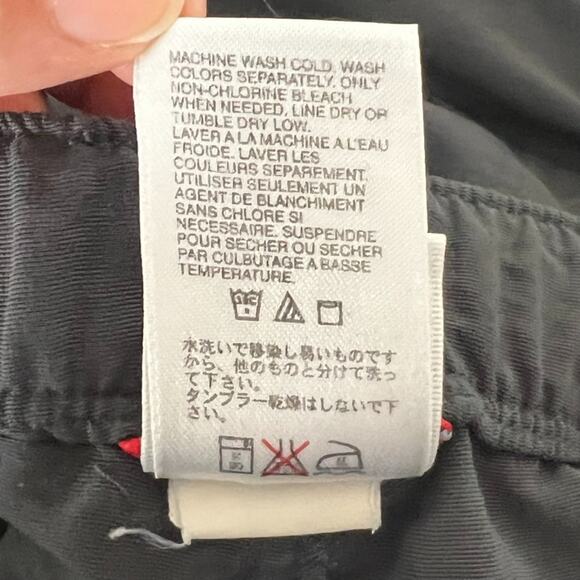 MACHINE WASH COLD, WASH
COLORS SEPARATELY. ONLY
NON-CHLORINE BLEACH
WHEN NEEDED, LINE DRY OR
TUMBLE DRY LOW.
LAVER A LA MACHINE A L'EAU
FROIDE. LAVER LES
COULEURS SEPAREMENT.
UTILISER SEULEMENT UN
AGENT DE BLANCHIMENT
SANS CHLORE SI
NECESSAIRE. SUSPENDRE
POUR SECHER OU SECHER
PAR CULBUTAGE A BASSE
TEMPERATURE.
水洗いで移染し易いものです
から、他のものと分けて洗っ
て下さい。
タンブラー乾燥はしないで下
さい。